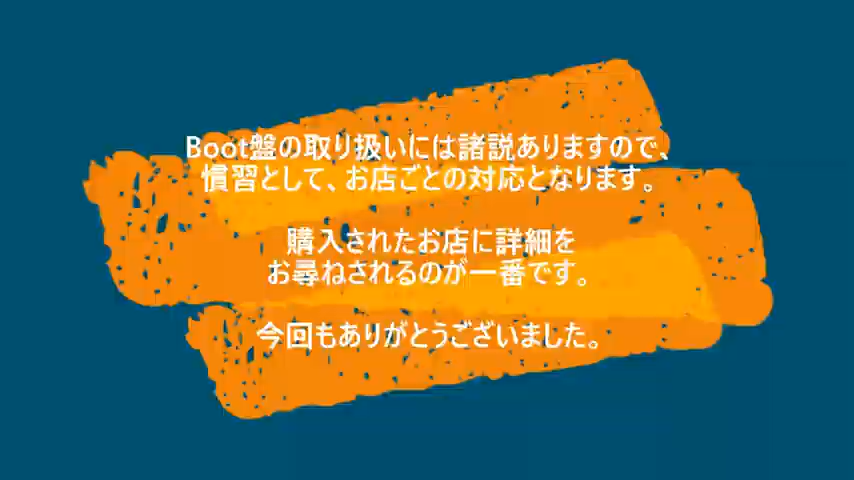 Boot盤の取り扱いには諸説ありますので、
慣習として、お店ごとの対応となります。
購入されたお店に詳細を
お尋ねされるのが一番です。
今回もありがとうございました。